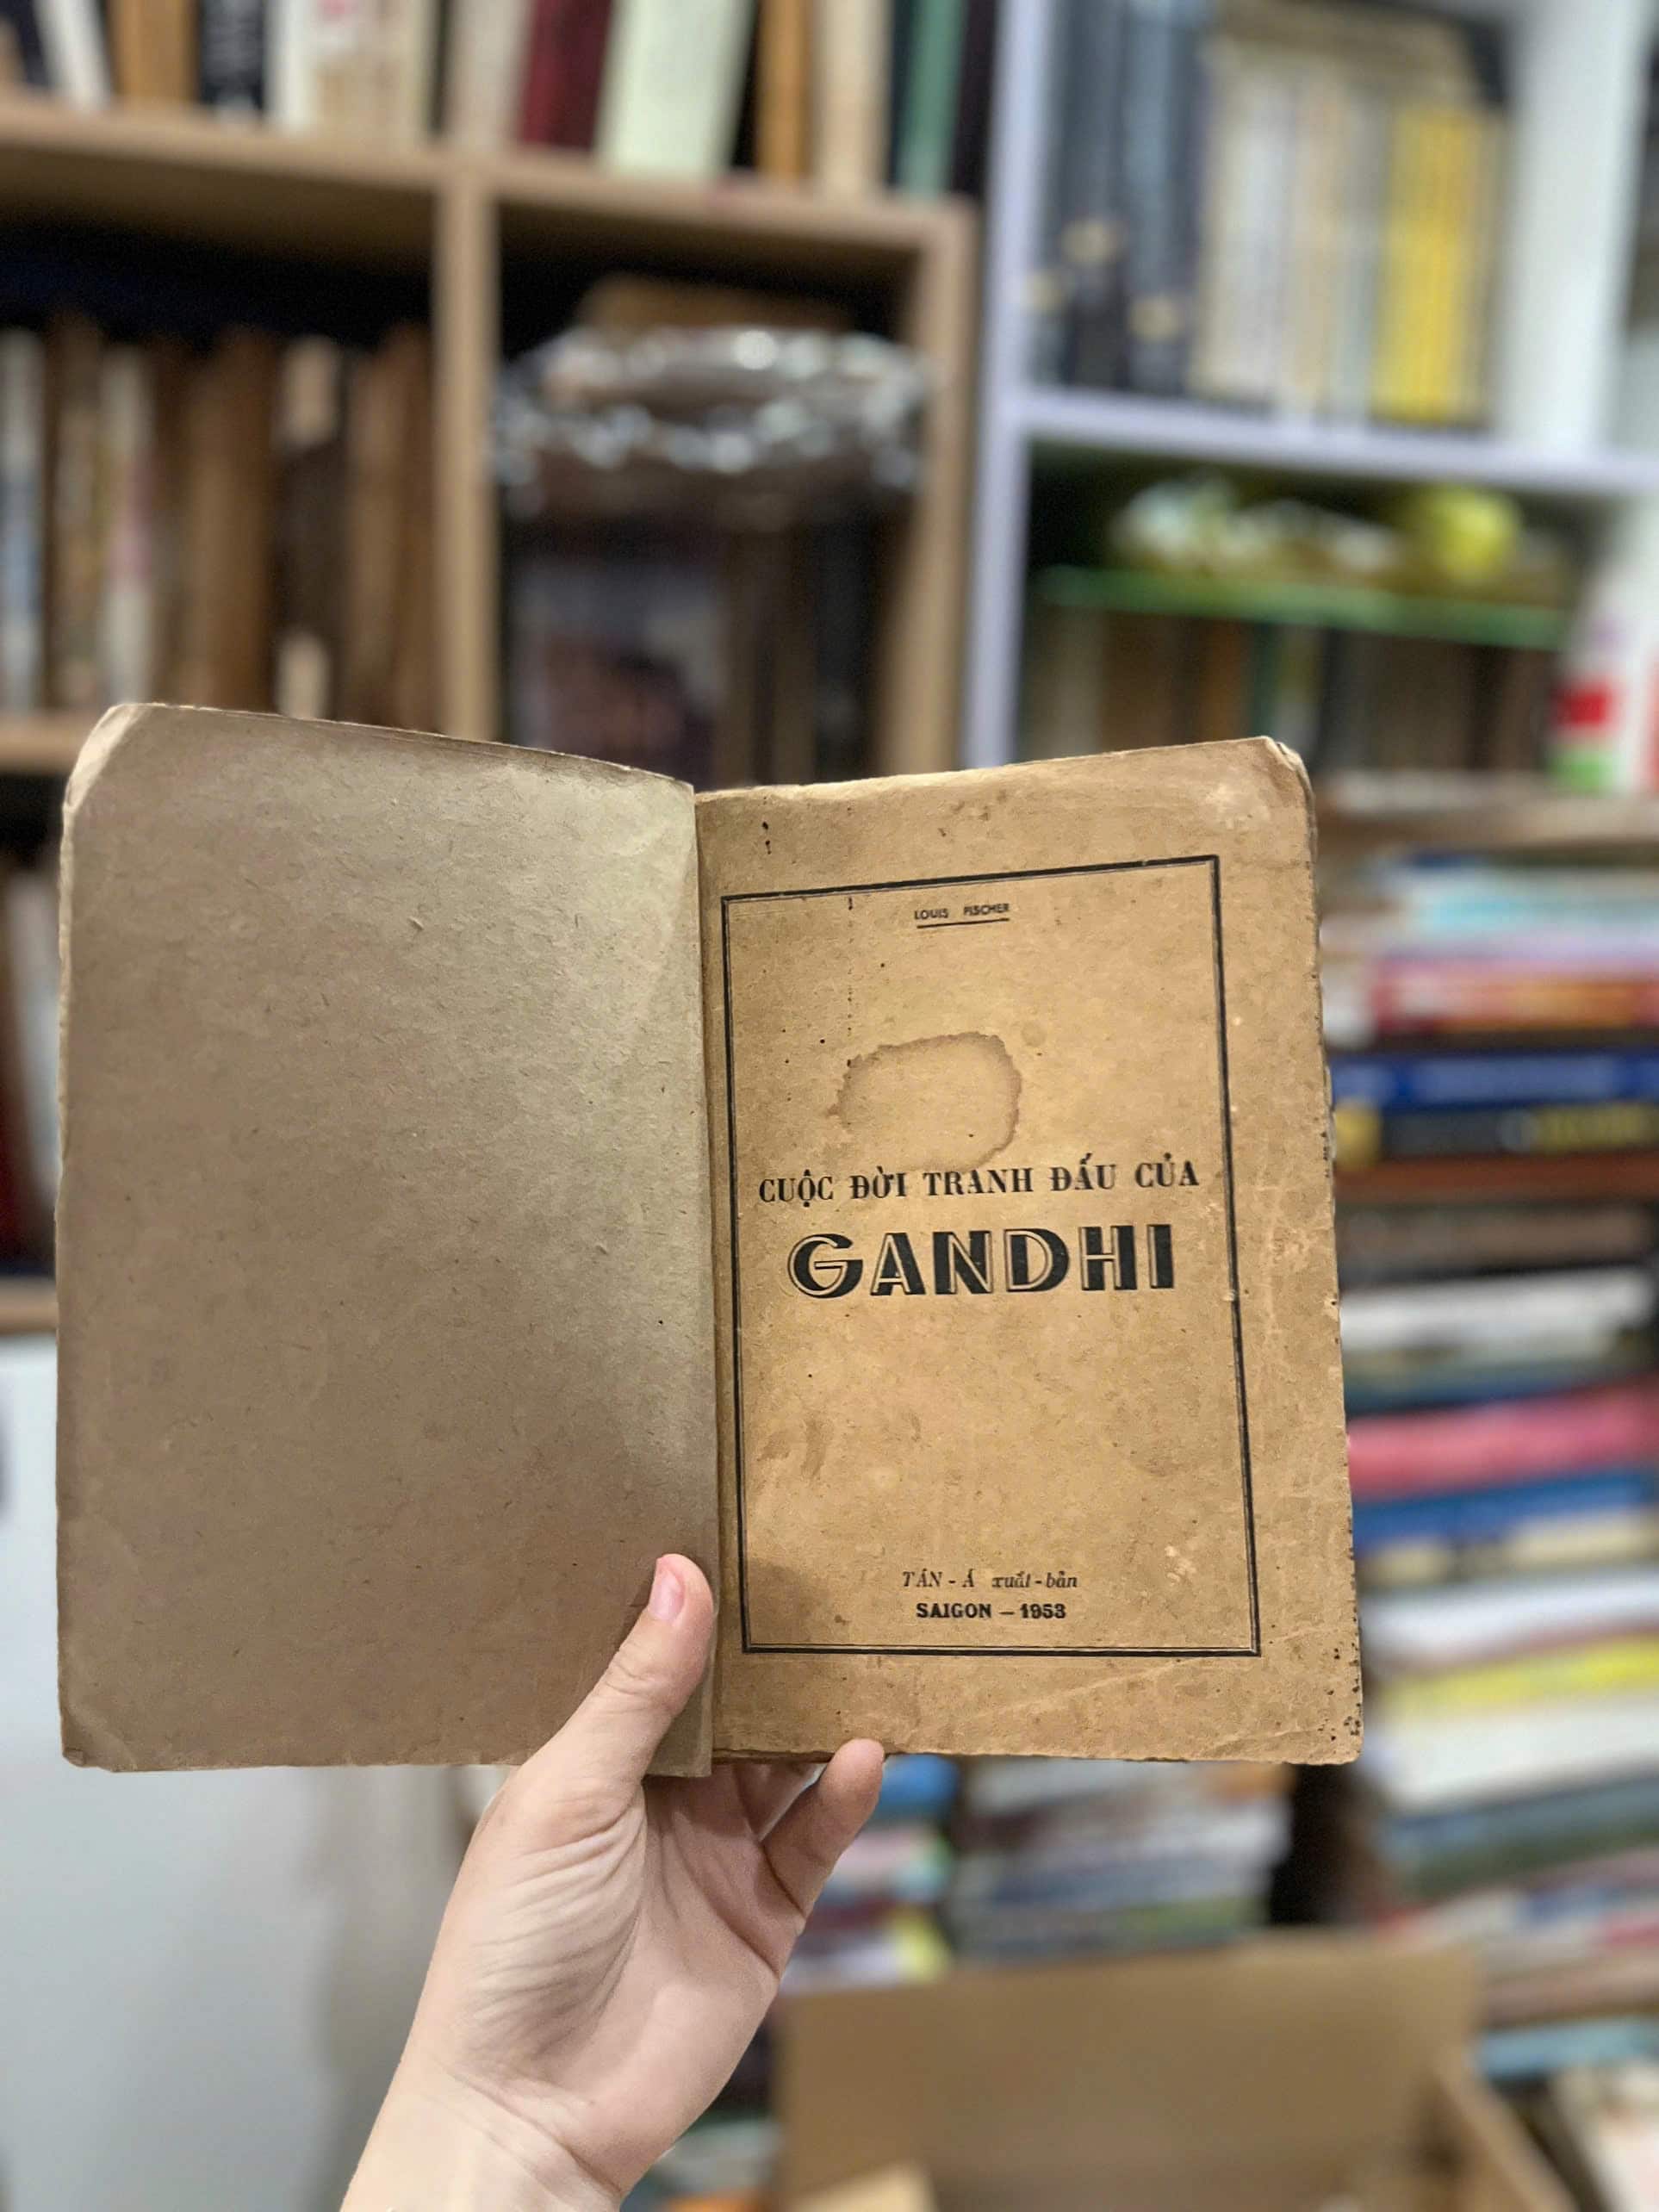 LOUIS FISCHER
CUỘC ĐỜI TRANH ĐẤU CỦA
GANDHI
TÂN - Á xuất - bản
SAIGON — 1953